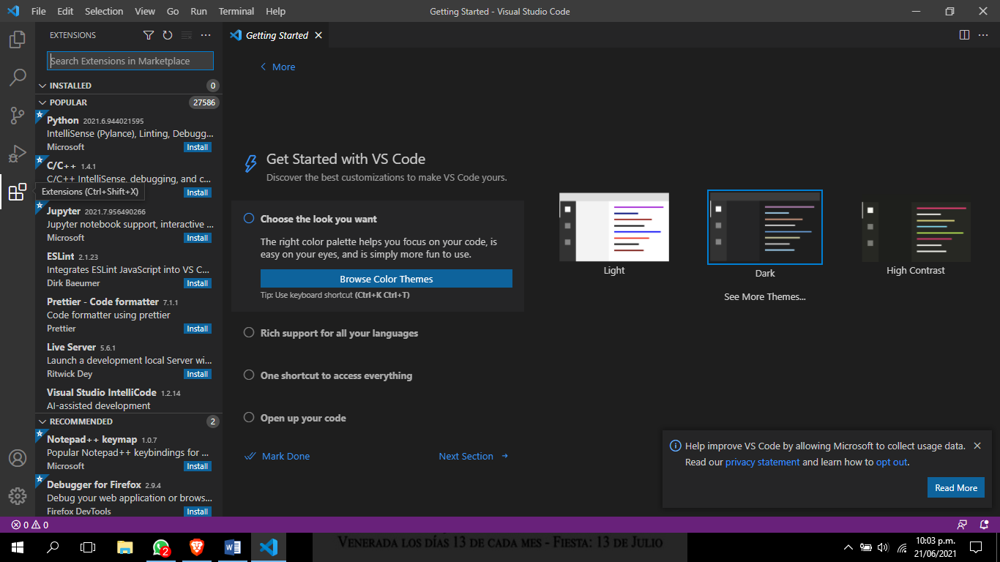 File Edit Selection View Go Run Terminal Help
Getting Started - Visual Studio Code
EXTENSIONS
Search Extensions in Marketplace
INSTALLED 0
POPULAR 27586
Python 2021.6.944021595
IntelliSense (Pylance), Linting, Debugg...
Microsoft Install
C/C++ 1.4.1
C/C++ IntelliSense, debugging, and c...
Install
Extensions (Ctrl+Shift+X)
Jupyter 2021.7.956490266
Jupyter notebook support, interactive ...
Microsoft Install
ESLint 2.1.23
Integrates ESLint JavaScript into VS C...
Dirk Baeumer Install
Prettier - Code formatter 7.1.1
Code formatter using prettier
Prettier Install
Live Server 5.6.1
Launch a development local Server wi...
Ritwick Dey Install
Visual Studio IntelliCode 1.2.14
AI-assisted development
RECOMMENDED 2
Notepad++ keymap 1.0.7
Popular Notepad++ keybindings for ...
Microsoft Install
Debugger for Firefox 2.9.4
Debug your web application or brows...
Firefox DevTools Install
Getting Started
More
Get Started with VS Code
Discover the best customizations to make VS Code yours.
Choose the look you want
The right color palette helps you focus on your code, is
easy on your eyes, and is simply more fun to use.
Browse Color Themes
Tip: Use keyboard shortcut (Ctrl+K Ctrl+T)
Rich support for all your languages
One shortcut to access everything
Open up your code
Mark Done Next Section
Light
Dark
High Contrast
See More Themes...
Help improve VS Code by allowing Microsoft to collect usage data.
Read our privacy statement and learn how to opt out.
Read More
0 0
2
VENERADA LOS DÍAS 13 DE CADA MES - FIESTA: 13 DE JULIO
10:03 p.m.
21/06/2021